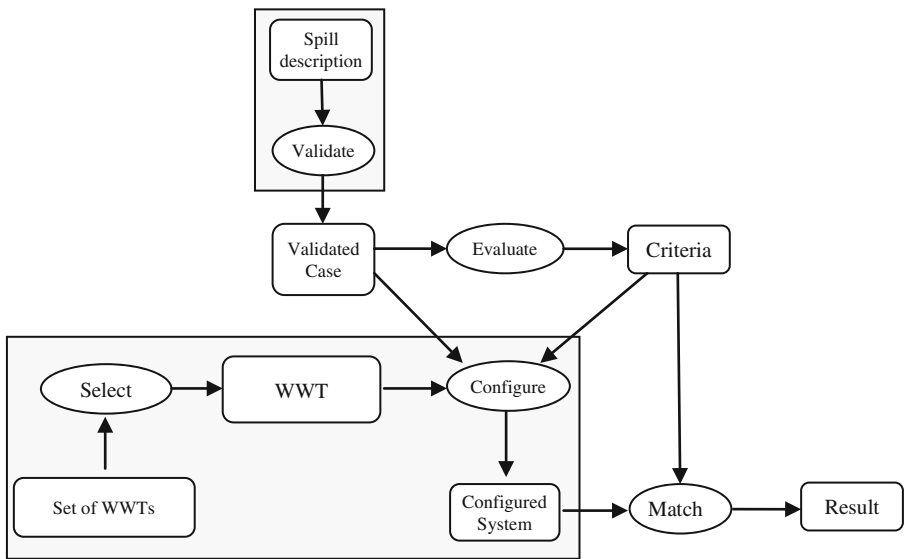 Spill
description
Validate
Validated
Case
Evaluate
Criteria
Select
WWT
Configure
Set of WWTs
Configured
System
Match
Result